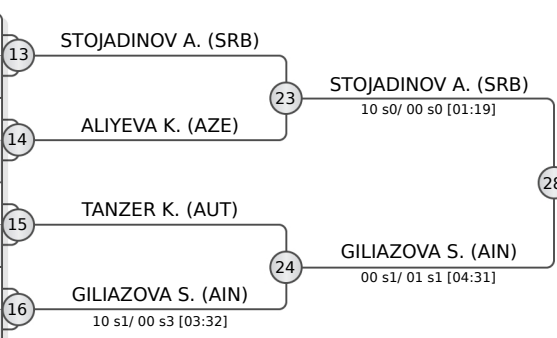 STOJADINOV A. (SRB)
13
STOJADINOV A. (SRB)
23
10 s0/ 00 s0 [01:19]
ALIYEVA K. (AZE)
14
28
TANZER K. (AUT)
15
GILIAZOVA S. (AIN)
24
00 s1/ 01 s1 [04:31]
GILIAZOVA S. (AIN)
16
10 s1/ 00 s3 [03:32]